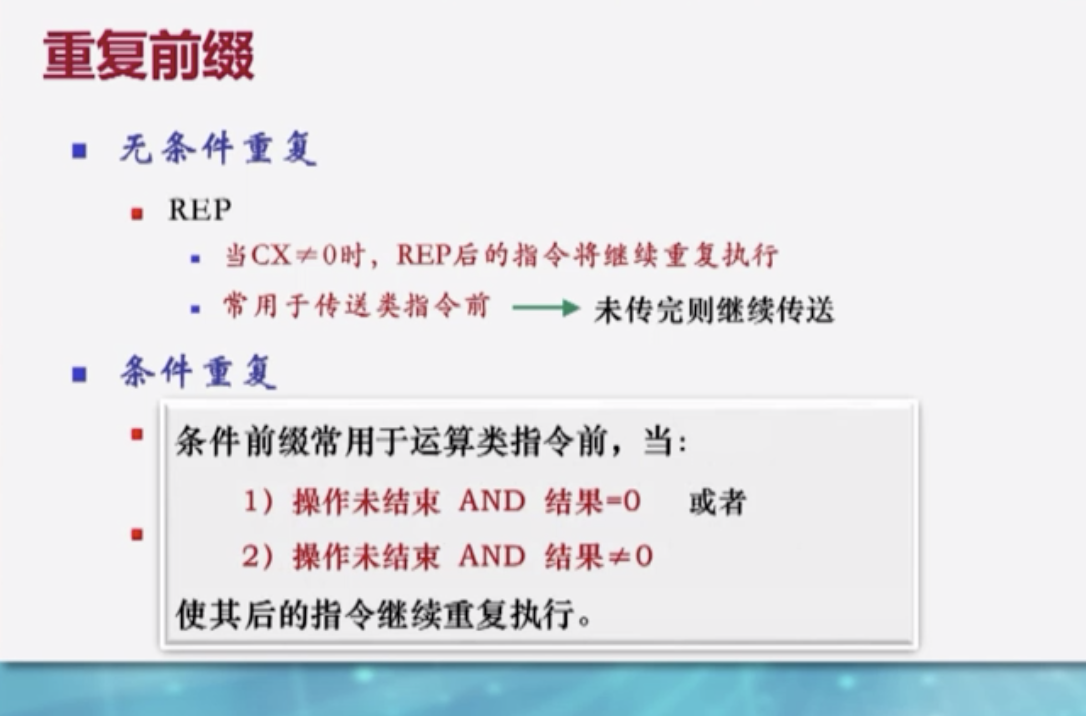 重复前缀
无条件重复
REP
当CX≠0时，REP后的指令将继续重复执行
常用于传送类指令前 → 未传完则继续传送
条件重复
条件前缀常用于运算类指令前，当：
1）操作未结束 AND 结果=0 或者
2）操作未结束 AND 结果≠0
使其后的指令继续重复执行。